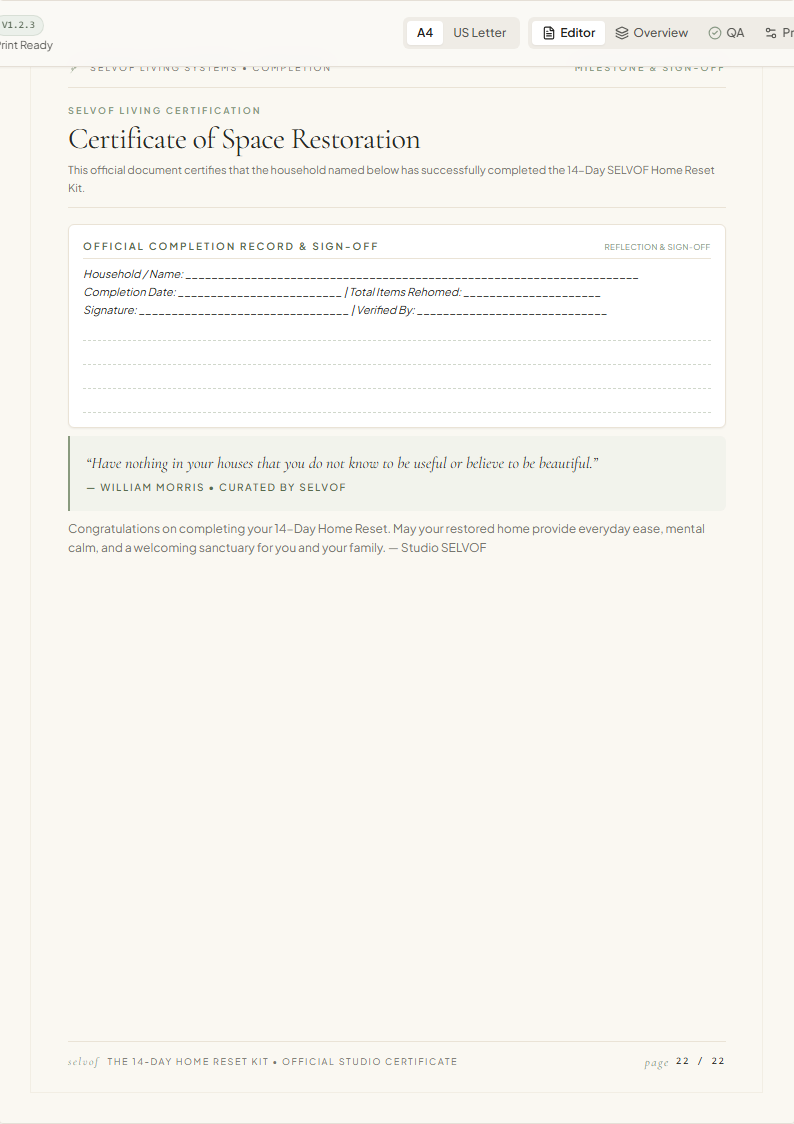 V1.2.3
Print Ready
A4 US Letter Editor Overview QA
SELVOF LIVING SYSTEMS • COMPLETION MILESTONE & SIGN-OFF
SELVOF LIVING CERTIFICATION
Certificate of Space Restoration
This official document certifies that the household named below has successfully completed the 14-Day SELVOF Home Reset
Kit.
OFFICIAL COMPLETION RECORD & SIGN-OFF REFLECTION & SIGN-OFF
Household / Name: ____________________________________________________________________
Completion Date: _________________________ | Total Items Rehomed: _____________________
Signature: ________________________________ | Verified By: _____________________________
“Have nothing in your houses that you do not know to be useful or believe to be beautiful.”
— WILLIAM MORRIS • CURATED BY SELVOF
Congratulations on completing your 14-Day Home Reset. May your restored home provide everyday ease, mental
calm, and a welcoming sanctuary for you and your family. — Studio SELVOF
selvof THE 14-DAY HOME RESET KIT • OFFICIAL STUDIO CERTIFICATE page 22 / 22